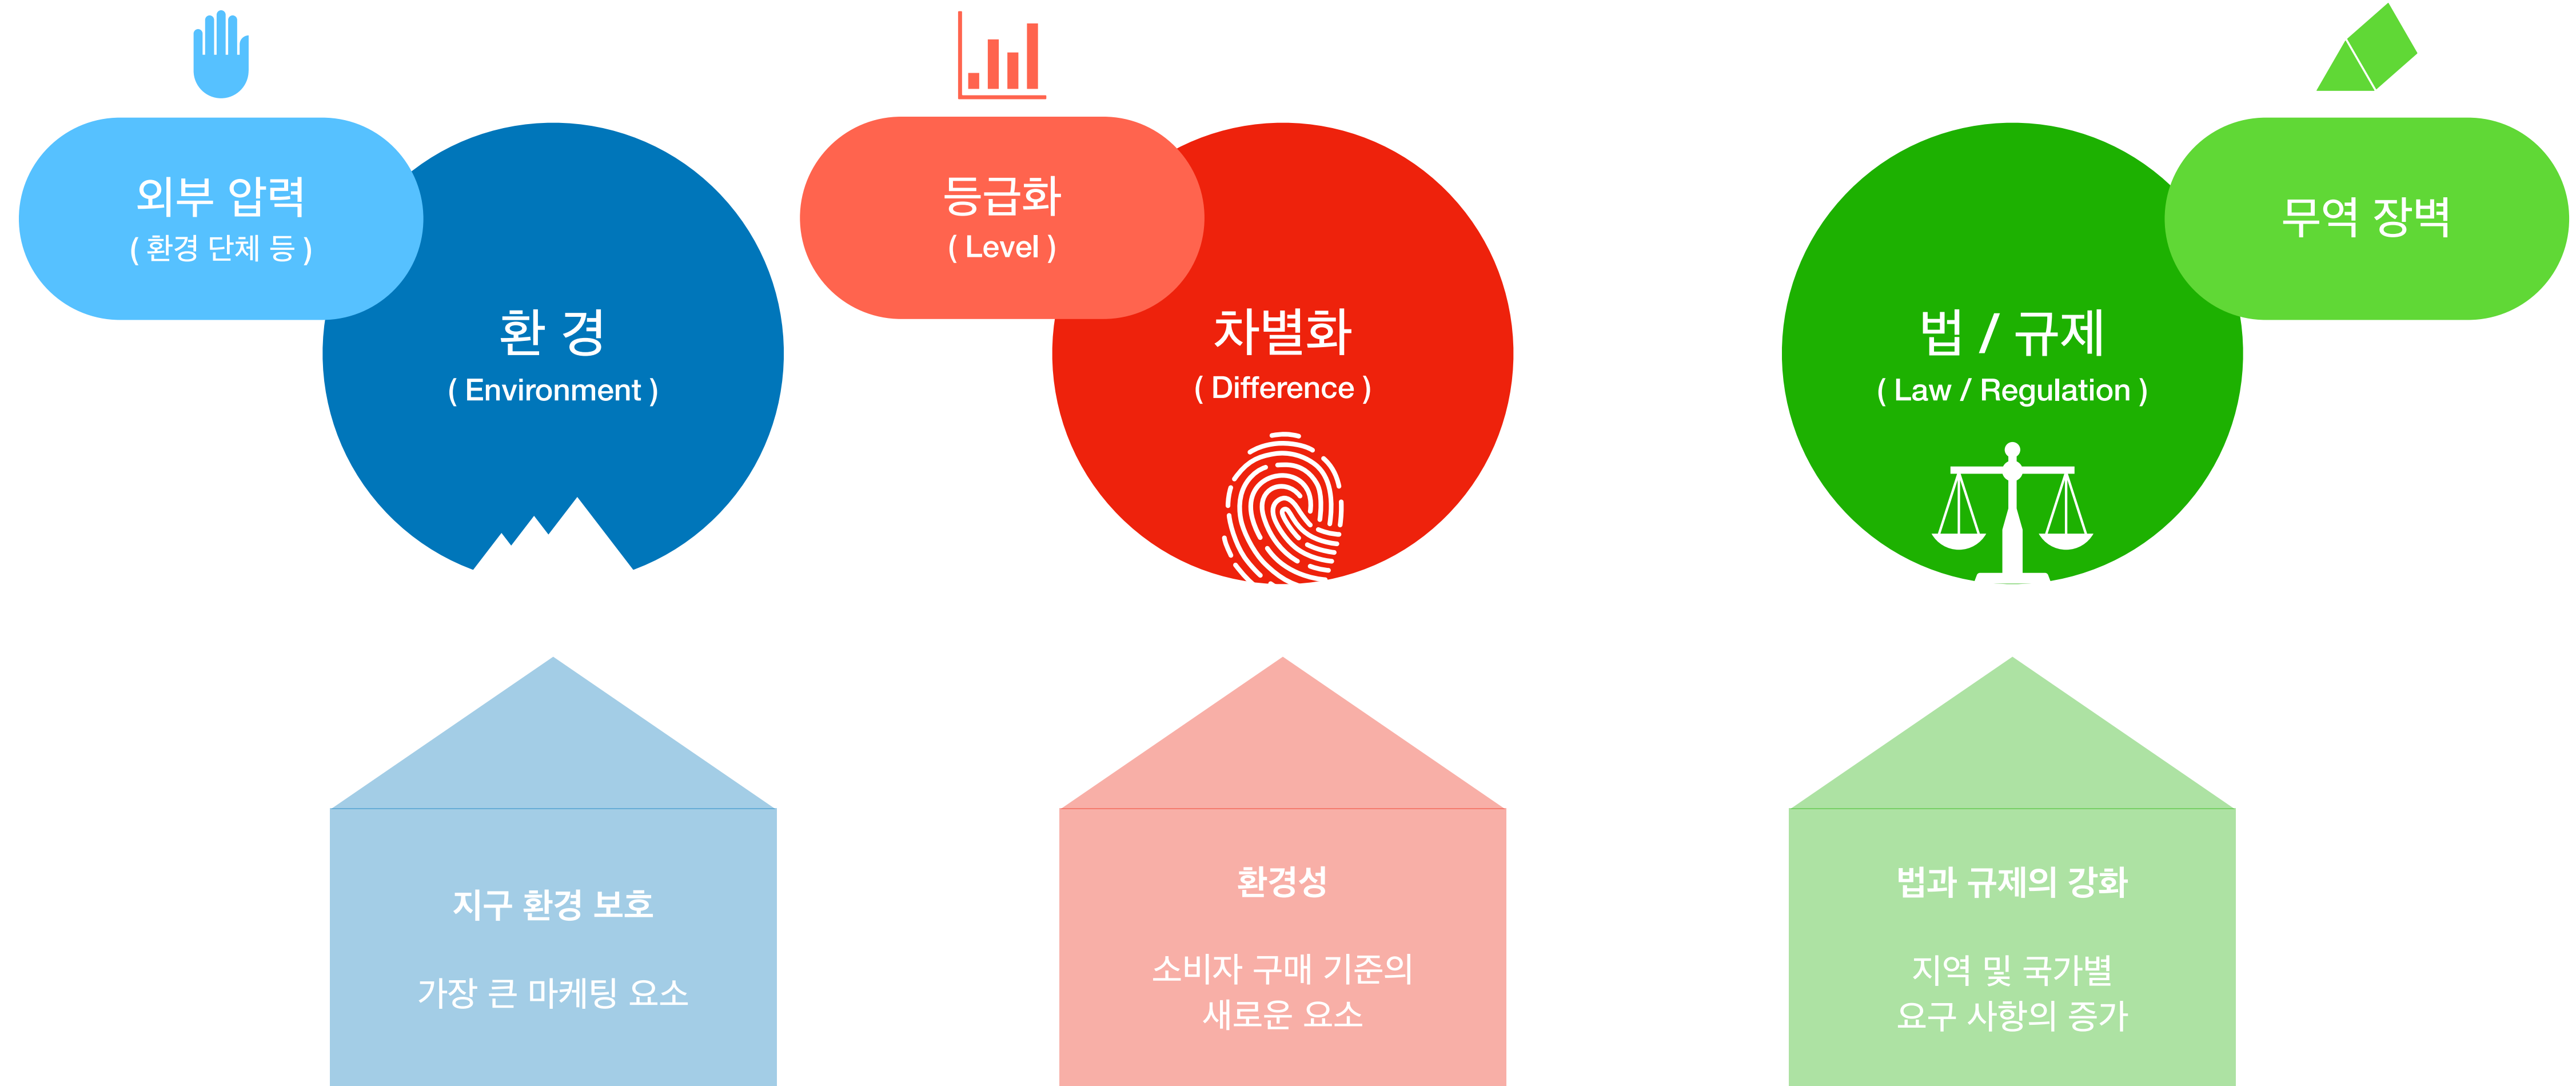 외부 압력
( 환경 단체 등 )
환 경
( Environment )
지구 환경 보호
가장 큰 마케팅 요소
등급화
( Level )
차별화
( Difference )
환경성
소비자 구매 기준의
새로운 요소
무역 장벽
법 / 규제
( Law / Regulation )
법과 규제의 강화
지역 및 국가별
요구 사항의 증가